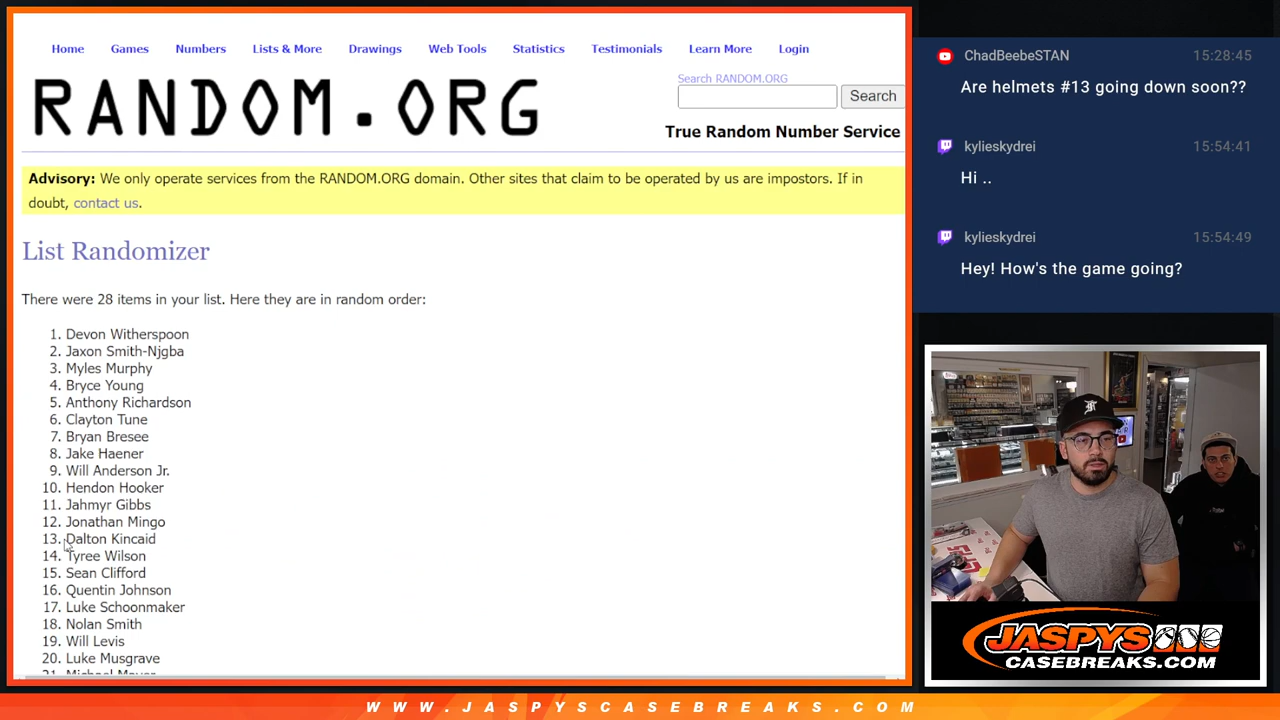 Home Games Numbers Lists & More Drawings Web Tools Statistics Testimonials Learn More Login
RANDOM.ORG
Search RANDOM.ORG
Search
True Random Number Service
Advisory: We only operate services from the RANDOM.ORG domain. Other sites that claim to be operated by us are impostors. If in
doubt, contact us.
List Randomizer
There were 28 items in your list. Here they are in random order:
1. Devon Witherspoon
2. Jaxon Smith-Njgba
3. Myles Murphy
4. Bryce Young
5. Anthony Richardson
6. Clayton Tune
7. Bryan Bresee
8. Jake Haener
9. Will Anderson Jr.
10. Hendon Hooker
11. Jahmyr Gibbs
12. Jonathan Mingo
13. Dalton Kincaid
14. Tyree Wilson
15. Sean Clifford
16. Quentin Johnson
17. Luke Schoonmaker
18. Nolan Smith
19. Will Levis
20. Luke Musgrave
21. Michael Mayer
ChadBeebeSTAN 15:28:45
Are helmets #13 going down soon??
kylieskydrei 15:54:41
Hi ..
kylieskydrei 15:54:49
Hey! How's the game going?
JASPYS
CASEBREAKS.COM
WWW.JASPYSCASEBREAKS.COM